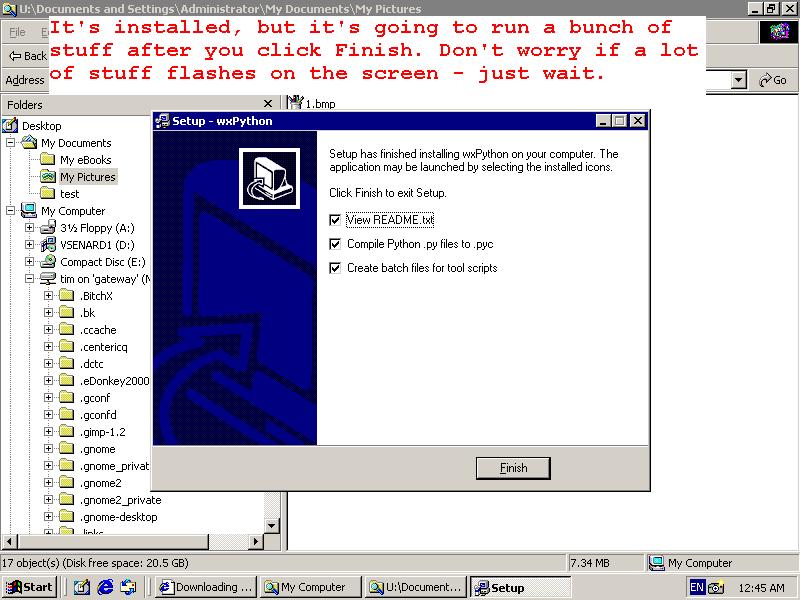 U:\Documents and Settings\Administrator\My Documents\My Pictures
It's installed, but it's going to run a bunch of
stuff after you click Finish. Don't worry if a lot
of stuff flashes on the screen - just wait.
File
Back
Address
Go
Folders
1.bmp
Desktop
My Documents
My eBooks
My Pictures
test
My Computer
3½ Floppy (A:)
VSENARD1 (D:)
Compact Disc (E:)
tim on 'gateway' (
.BitchX
.bk
.ccache
.centericq
.dctc
.eDonkey2000
.gconf
.gconfd
.gimp-1.2
.gnome
.gnome_privat
.gnome2
.gnome2_private
.gnome-desktop
.links
Setup - wxPython
Setup has finished installing wxPython on your computer. The
application may be launched by selecting the installed icons.
Click Finish to exit Setup.
View README.txt
Compile Python .py files to .pyc
Create batch files for tool scripts
Finish
17 object(s) (Disk free space: 20.5 GB)
7.34 MB
My Computer
Start
Downloading ...
My Computer
U:\Document...
Setup
EN
12:45 AM